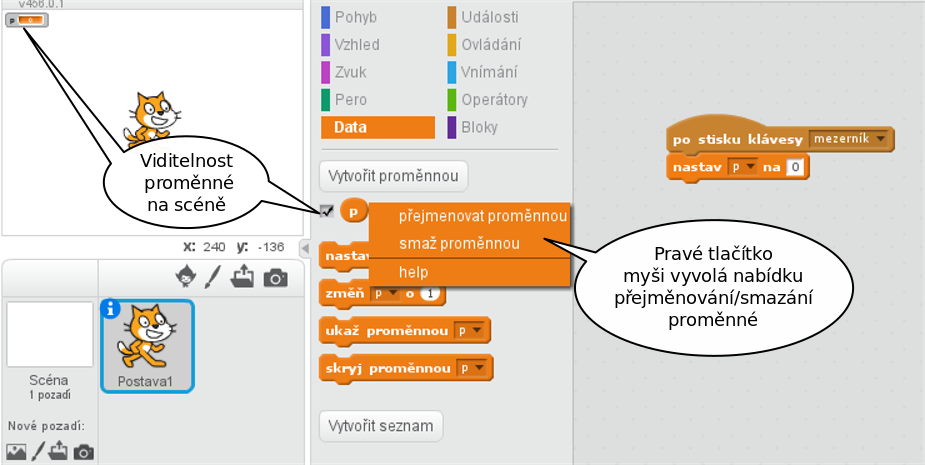 v456.0.1
p 0
Viditelnost
proměnné
na scéně
x: 240 y: -136
Scéna
1 pozadí
Nové pozadí:
Postava1
Pohyb
Vzhled
Zvuk
Pero
Data
Události
Ovládání
Vnímání
Operátory
Bloky
Vytvořit proměnnou
p
přejmenovat proměnnou
smaž proměnnou
help
nastav
změň p o 1
ukaž proměnnou p
skryj proměnnou p
Vytvořit seznam
po stisku klávesy mezerník
nastav p na 0
Pravé tlačítko
myši vyvolá nabídku
přejměnování/smazání
proměnné